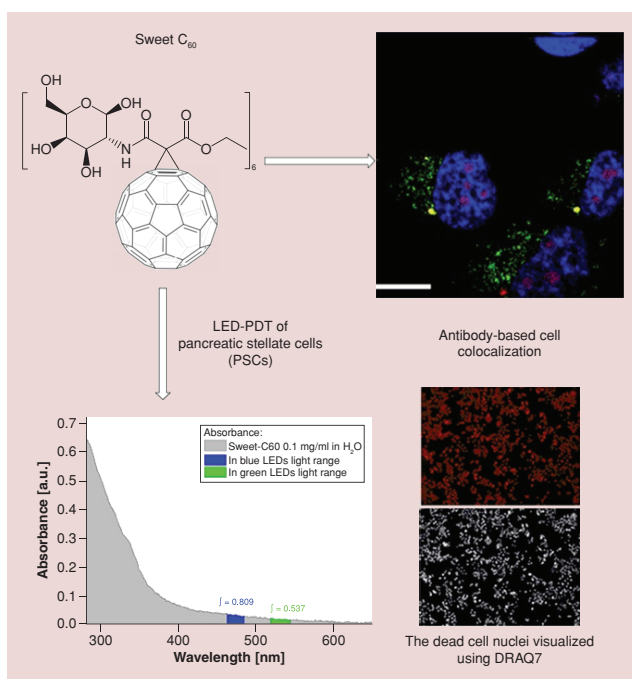 Sweet C60
OH
O
OH
HO
OH
N
H
O
O
O
6
LED-PDT of
pancreatic stellate cells
(PSCs)
Antibody-based cell
colocalization
Absorbance:
Sweet-C60 0.1 mg/ml in H2O
In blue LEDs light range
In green LEDs light range
Absorbance [a.u.]
0.7
0.6
0.5
0.4
0.3
0.2
0.1
0.0
∫ = 0.809
∫ = 0.537
300
400
500
600
Wavelength [nm]
The dead cell nuclei visualized
using DRAQ7